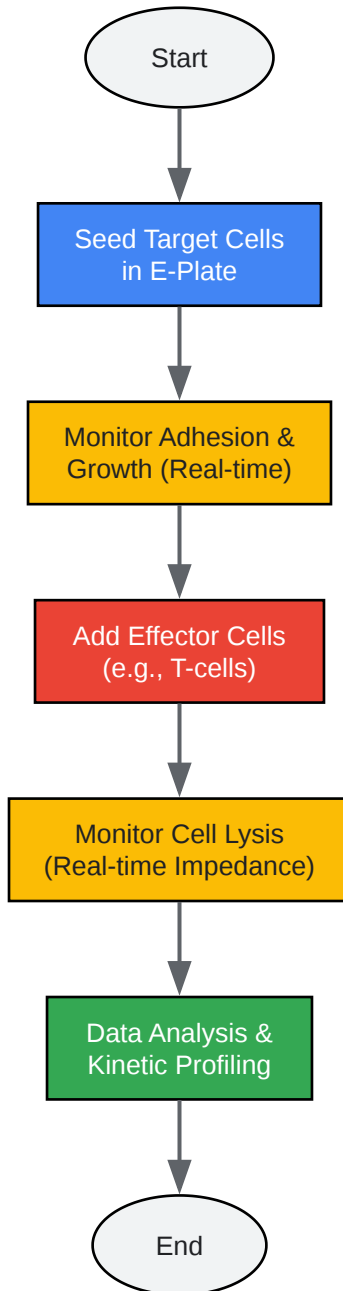 Start
Seed Target Cells
in E-Plate
Monitor Adhesion &
Growth (Real-time)
Add Effector Cells
(e.g., T-cells)
Monitor Cell Lysis
(Real-time Impedance)
Data Analysis &
Kinetic Profiling
End